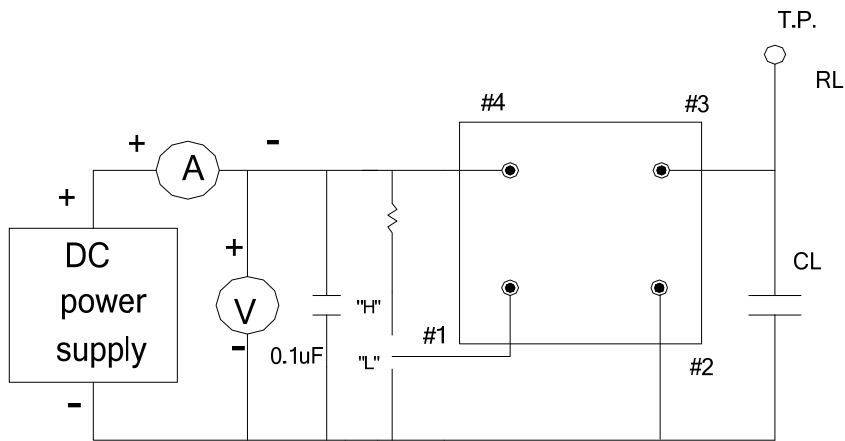 T.P.
RL
#4
#3
+
-
A
+
+
DC
power
supply
V
-
-
0.1uF
"H"
"L"
#1
#2
CL